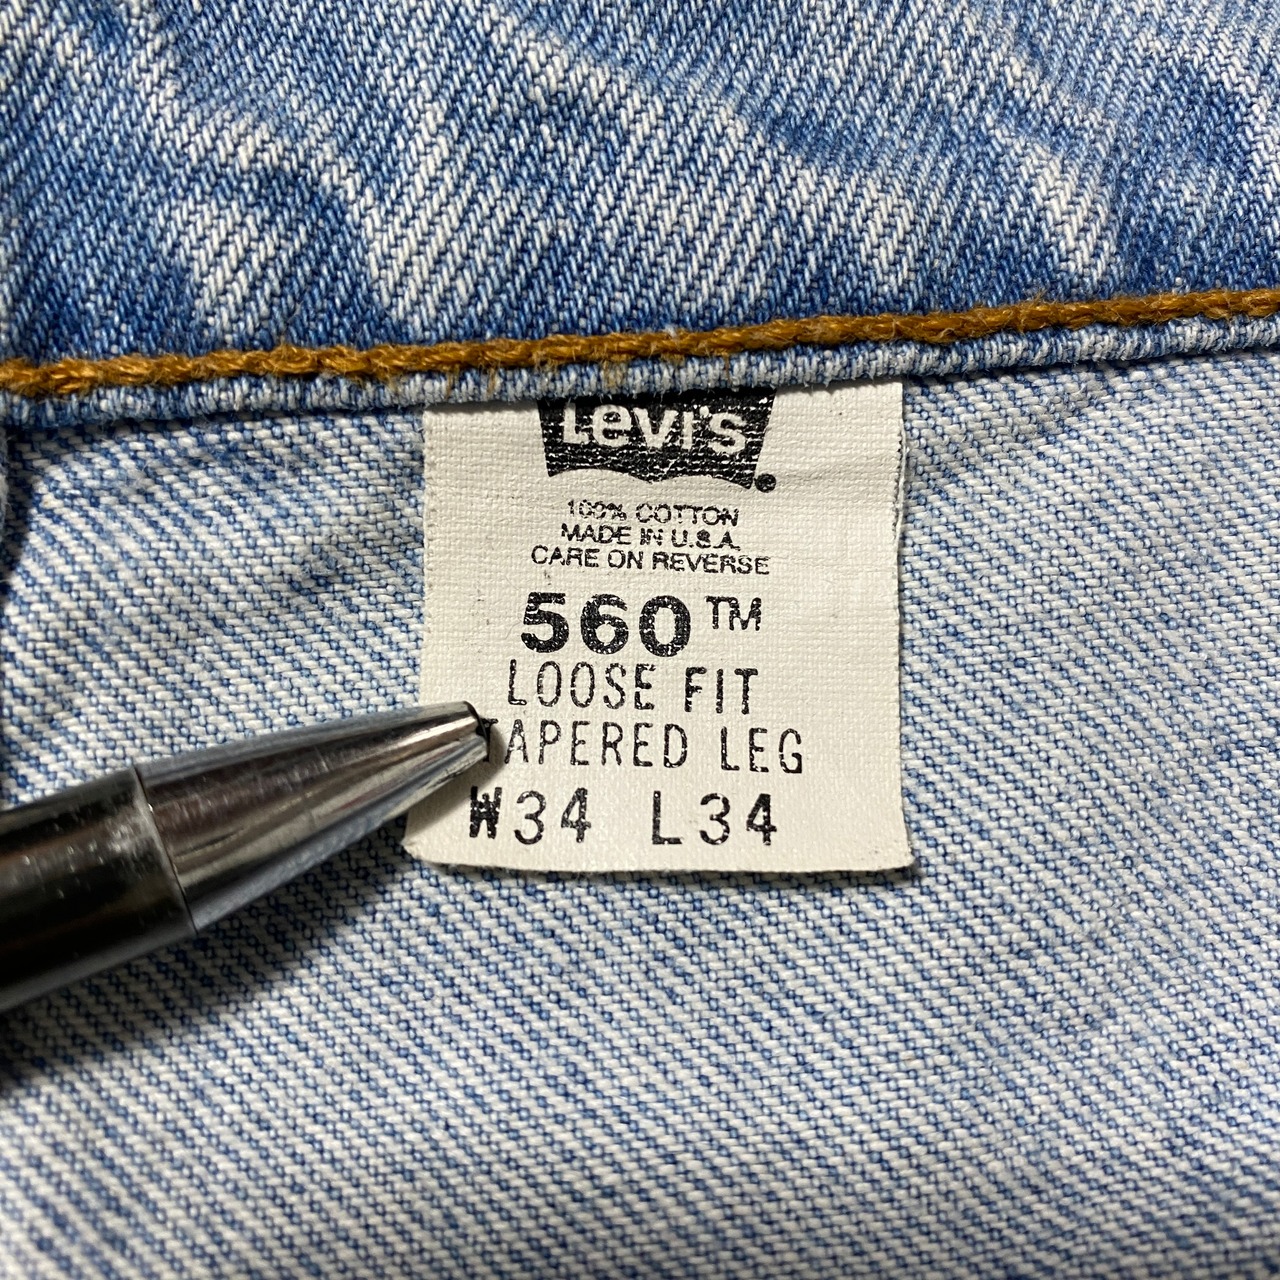 Levi's
100% COTTON
MADE IN U.S.A.
CARE ON REVERSE
560™
LOOSE FIT
TAPERED LEG
W34 L34